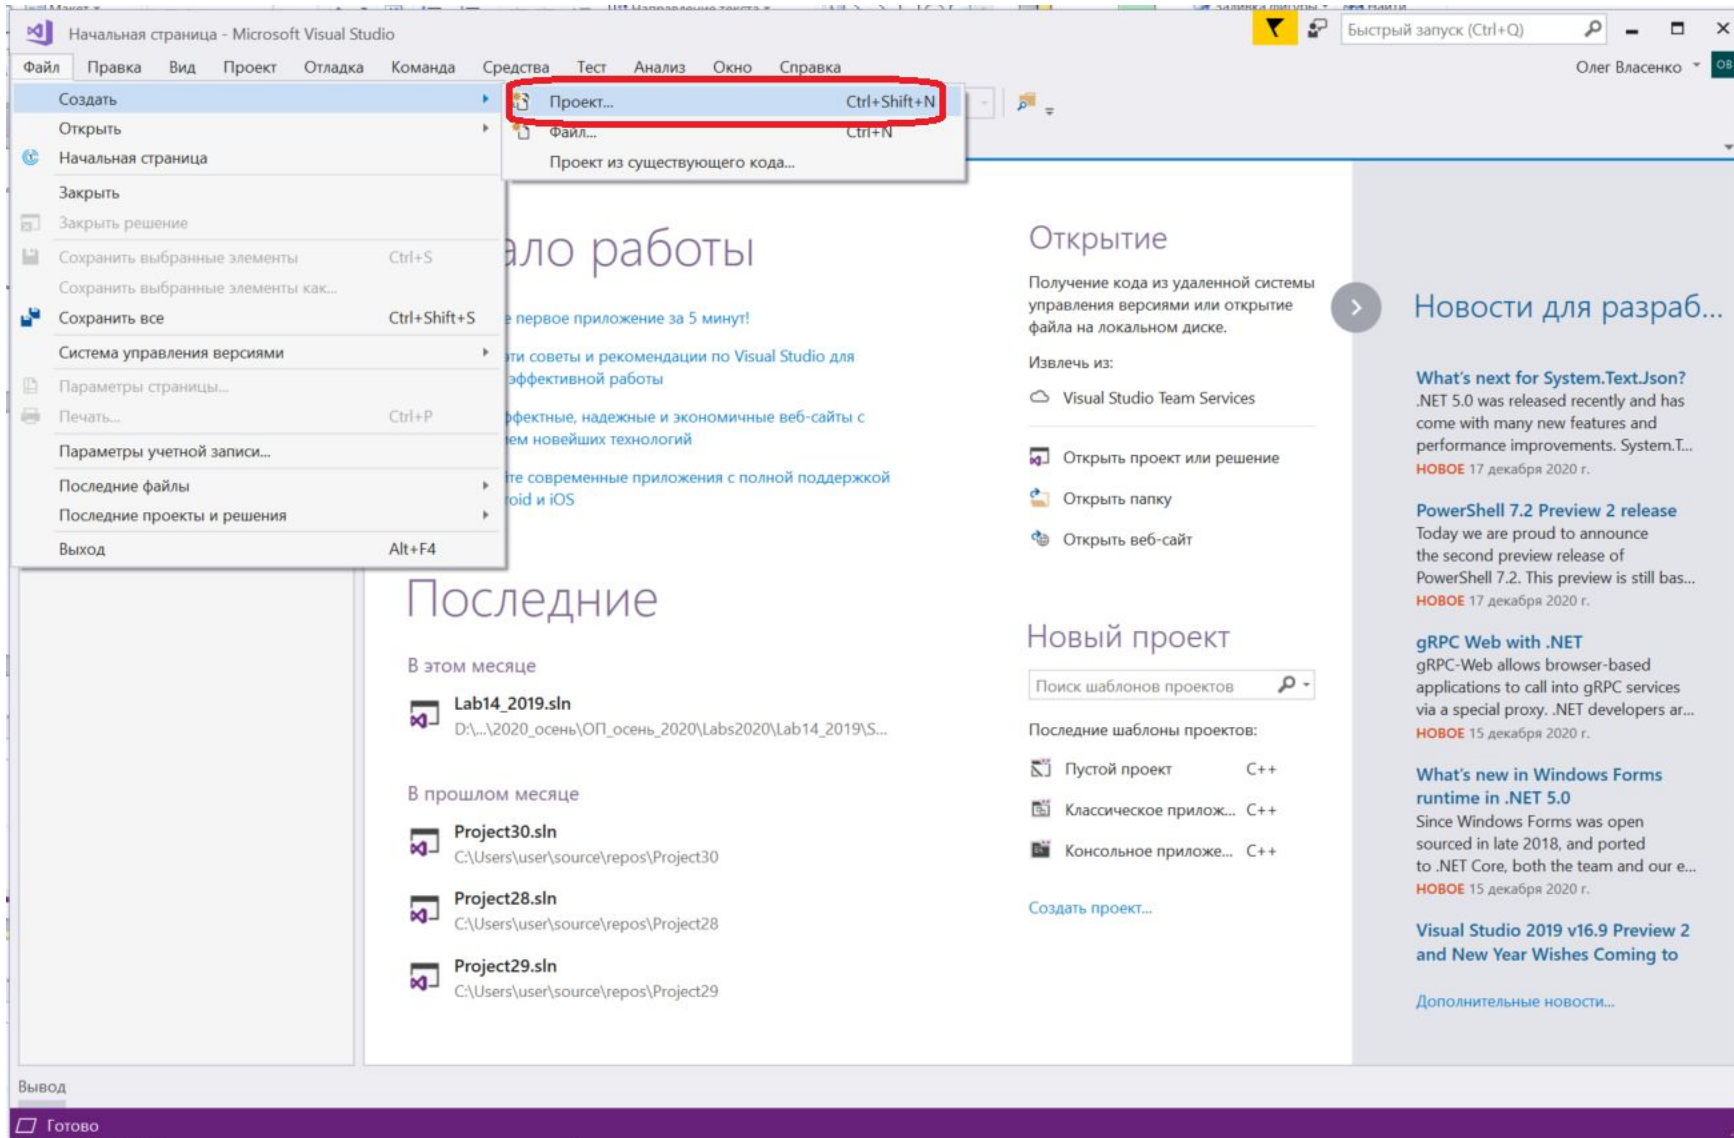 Направление текста
Заливка фигуры
Найти
Начальная страница - Microsoft Visual Studio
Быстрый запуск (Ctrl+Q)
Файл Правка Вид Проект Отладка Команда Средства Тест Анализ Окно Справка
Олег Власенко ОВ
Создать
Проект... Ctrl+Shift+N
Открыть
Файл... Ctrl+N
Начальная страница
Проект из существующего кода...
Закрыть
Закрыть решение
Сохранить выбранные элементы Ctrl+S
Сохранить выбранные элементы как...
Сохранить все Ctrl+Shift+S
Система управления версиями
Параметры страницы...
Печать... Ctrl+P
Параметры учетной записи...
Последние файлы
Последние проекты и решения
Выход Alt+F4
ало работы
е первое приложение за 5 минут!
эти советы и рекомендации по Visual Studio для
эффективной работы
ффектные, надежные и экономичные веб-сайты с
ием новейших технологий
те современные приложения с полной поддержкой
roid и iOS
Последние
В этом месяце
Lab14_2019.sln
D:\...\2020_осень\ОП_осень_2020\Labs2020\Lab14_2019\S...
В прошлом месяце
Project30.sln
C:\Users\user\source\repos\Project30
Project28.sln
C:\Users\user\source\repos\Project28
Project29.sln
C:\Users\user\source\repos\Project29
Открытие
Получение кода из удаленной системы
управления версиями или открытие
файла на локальном диске.
Извлечь из:
Visual Studio Team Services
Открыть проект или решение
Открыть папку
Открыть веб-сайт
Новый проект
Поиск шаблонов проектов
Последние шаблоны проектов:
Пустой проект C++
Классическое прилож... C++
Консольное приложе... C++
Создать проект...
Новости для разраб...
What's next for System.Text.Json?
.NET 5.0 was released recently and has
come with many new features and
performance improvements. System.T...
НОВОЕ 17 декабря 2020 г.
PowerShell 7.2 Preview 2 release
Today we are proud to announce
the second preview release of
PowerShell 7.2. This preview is still bas...
НОВОЕ 17 декабря 2020 г.
gRPC Web with .NET
gRPC-Web allows browser-based
applications to call into gRPC services
via a special proxy. .NET developers ar...
НОВОЕ 15 декабря 2020 г.
What's new in Windows Forms
runtime in .NET 5.0
Since Windows Forms was open
sourced in late 2018, and ported
to .NET Core, both the team and our e...
НОВОЕ 15 декабря 2020 г.
Visual Studio 2019 v16.9 Preview 2
and New Year Wishes Coming to
Дополнительные новости...
Вывод
Готово